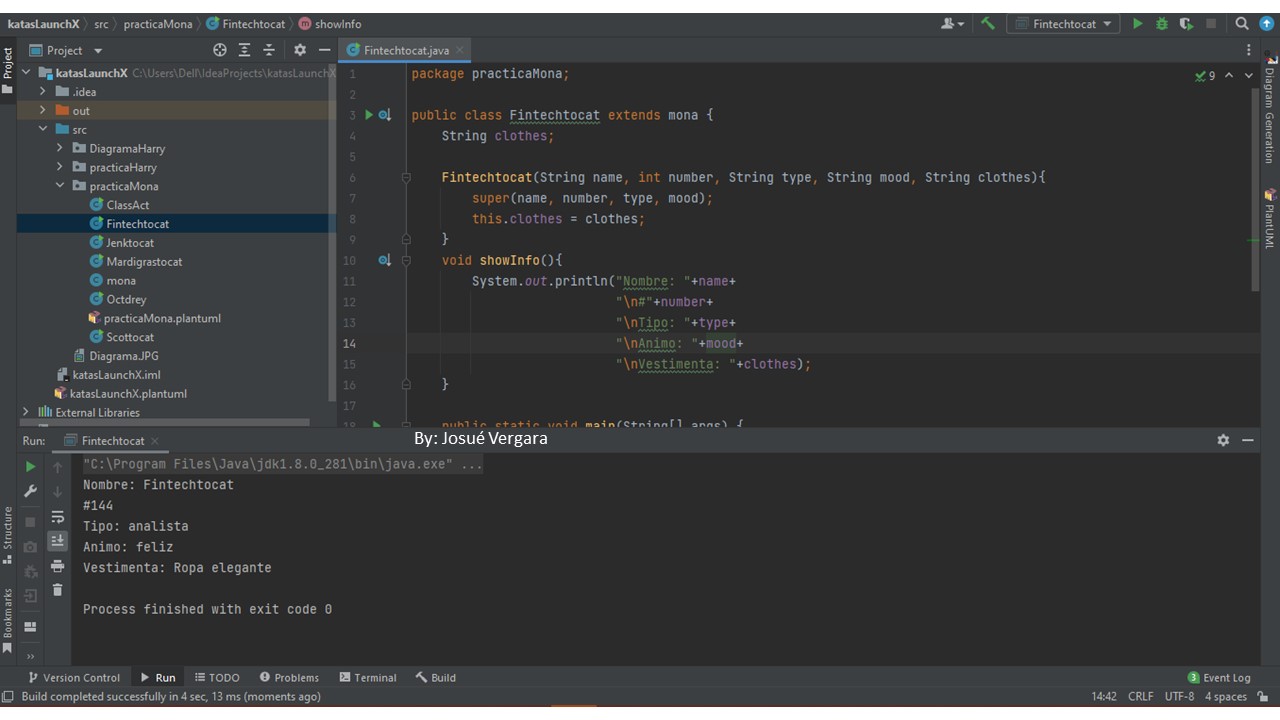 katasLaunchX src practicaMona Fintechtocat showInfo Fintechtocat
Project Fintechtocat.java
katasLaunchX C:\Users\Dell\IdeaProjects\katasLaunchX
.idea
out
src
DiagramaHarry
practicaHarry
practicaMona
ClassAct
Fintechtocat
Jenktocat
Mardigrastocat
mona
Octdrey
practicaMona.plantuml
Scottocat
Diagrama.JPG
katasLaunchX.iml
katasLaunchX.plantuml
External Libraries
Project
Structure
Bookmarks
1 package practicaMona;
2
3 public class Fintechtocat extends mona {
4 String clothes;
5
6 Fintechtocat(String name, int number, String type, String mood, String clothes){
7 super(name, number, type, mood);
8 this.clothes = clothes;
9 }
10 void showInfo(){
11 System.out.println("Nombre: "+name+
12 "\n#"+number+
13 "\nTipo: "+type+
14 "\nAnimo: "+mood+
15 "\nVestimenta: "+clothes);
16 }
17
18 public static void main(String[] args) {
9
Diagram Generation
PlantUML
By: Josué Vergara
Run: Fintechtocat
"C:\Program Files\Java\jdk1.8.0_281\bin\java.exe" ...
Nombre: Fintechtocat
#144
Tipo: analista
Animo: feliz
Vestimenta: Ropa elegante
Process finished with exit code 0
Version Control Run TODO Problems Terminal Build 3 Event Log
Build completed successfully in 4 sec, 13 ms (moments ago) 14:42 CRLF UTF-8 4 spaces